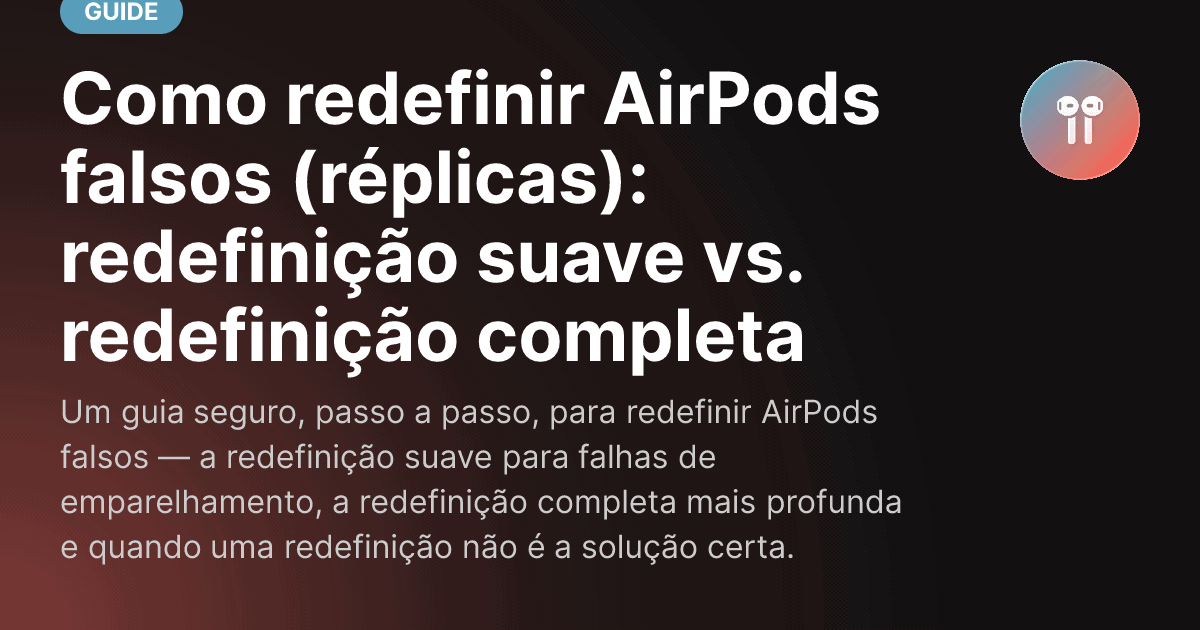 GUIDE
Como redefinir AirPods
falsos (réplicas):
redefinição suave vs.
redefinição completa
Um guia seguro, passo a passo, para redefinir AirPods
falsos — a redefinição suave para falhas de
emparelhamento, a redefinição completa mais profunda
e quando uma redefinição não é a solução certa.